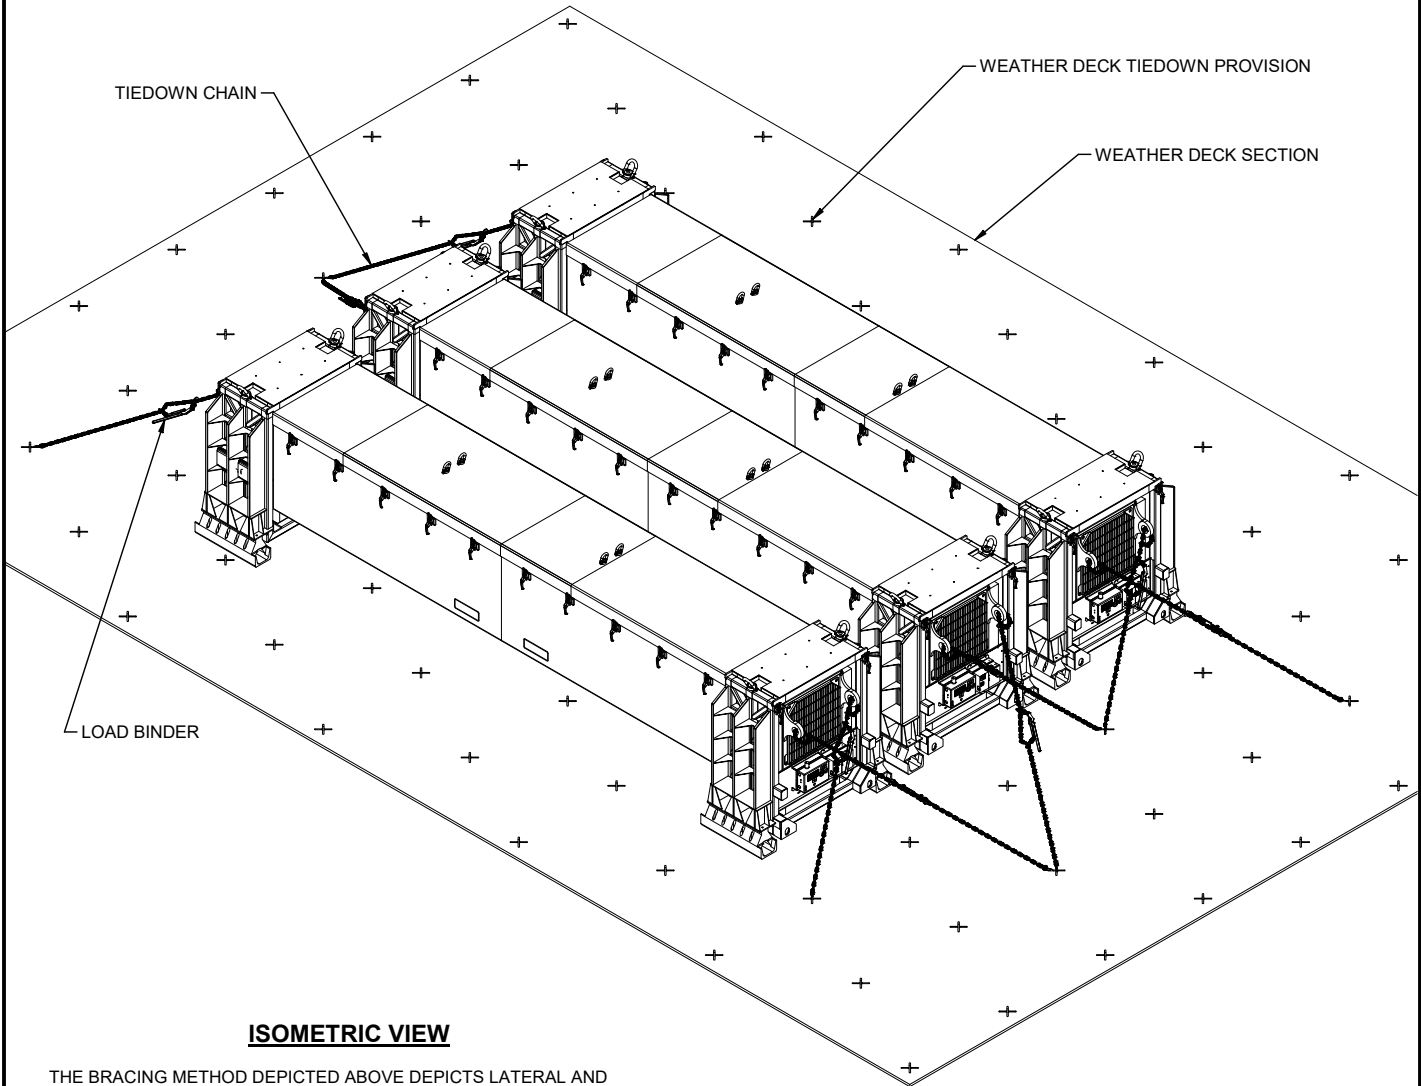 TIEDOWN CHAIN
WEATHER DECK TIEDOWN PROVISION
WEATHER DECK SECTION
LOAD BINDER
ISOMETRIC VIEW
THE BRACING METHOD DEPICTED ABOVE DEPICTS LATERAL AND